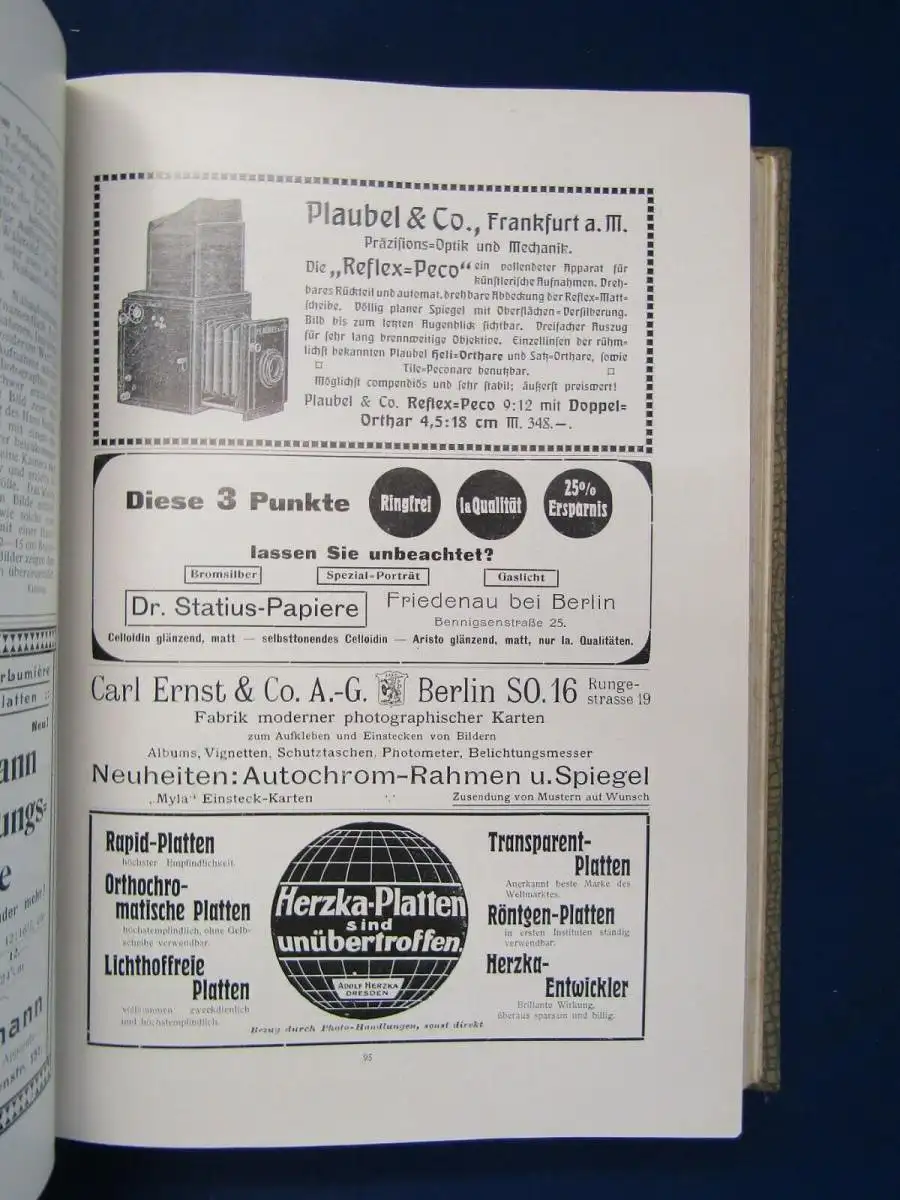 Plaubel & Co., Frankfurt a. M.
Präzisions=Optik und Mechanik.
Die „Reflex=Peco“ ein vollendeter Apparat für
künstlerische Aufnahmen. Dreh-
bares Rückteil und automat. drehbare Abdeckung der Reflex=Matt-
scheibe. Völlig planer Spiegel mit Oberflächen=Versilberung.
Bild bis zum letzten Augenblick sichtbar. Dreifacher Auszug
für sehr lang brennweitige Objektive. Einzellinsen der rühm-
lichst bekannten Plaubel Heli=Orthare und Satz=Orthare, sowie
Tele=Peconare benutzbar.
Möglichst compendiös und sehr stabil; äußerst preiswert!
Plaubel & Co. Reflex=Peco 9:12 mit Doppel=
Orthar 4,5:18 cm M. 348.–.
Diese 3 Punkte Ringfrei Ia Qualität 25% Ersparnis
lassen Sie unbeachtet?
Bromsilber Spezial=Porträt Gaslicht
Dr. Statius-Papiere Friedenau bei Berlin
Bennigsenstraße 25.
Celloidin glänzend, matt — selbsttonendes Celloidin — Aristo glänzend, matt, nur Ia. Qualitäten.
Carl Ernst & Co. A.-G. Berlin SO. 16 Runge-
strasse 19
Fabrik moderner photographischer Karten
zum Aufkleben und Einstecken von Bildern
Albums, Vignetten, Schutztaschen, Photometer, Belichtungsmesser
Neuheiten: Autochrom-Rahmen u. Spiegel
„Myla“ Einsteck-Karten Zusendung von Mustern auf Wunsch
Rapid-Platten
höchster Empfindlichkeit.
Orthochro-
matische Platten
höchstempfindlich, ohne Gelb-
scheibe verwendbar.
Lichthoffreie
Platten
vollkommen zweckdienlich
und höchstempfindlich.
Herzka-Platten
sind
unübertroffen.
ADOLF HERZKA
DRESDEN
Bezug durch Photo-Handlungen, sonst direkt
Transparent-
Platten
Anerkannt beste Marke des
Weltmarktes.
Röntgen-Platten
in ersten Instituten ständig
verwendbar.
Herzka-
Entwickler
Brillante Wirkung,
überaus sparsam und billig.
95